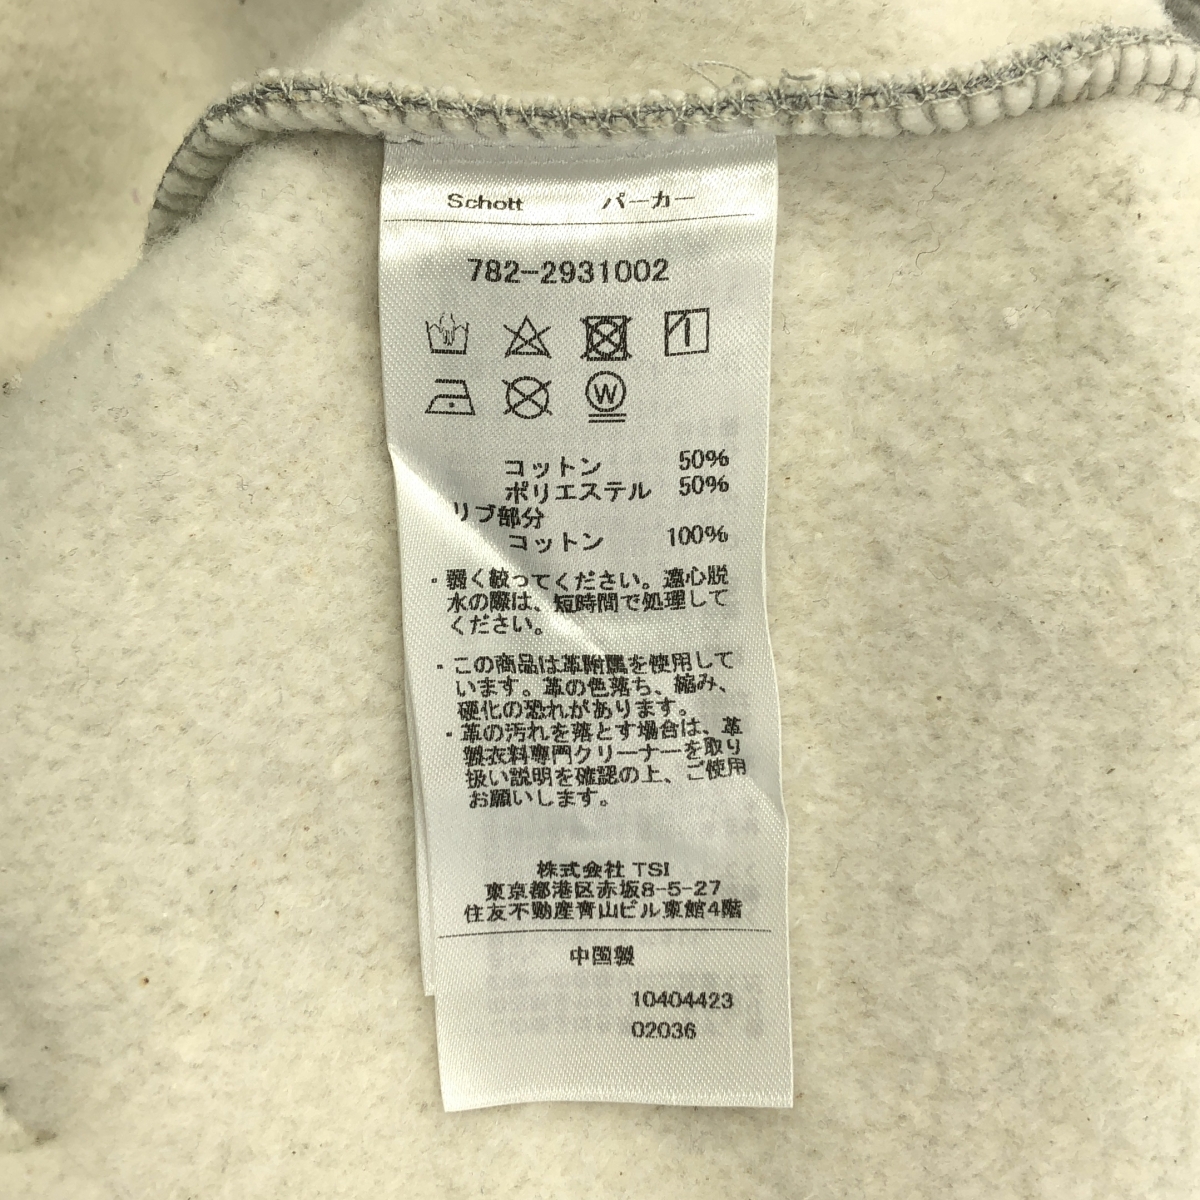 Schott パーカー
782-2931002
W
コットン 50%
ポリエステル 50%
リブ部分
コットン 100%
・弱く絞ってください。遠心脱
水の際は、短時間で処理して
ください。
・この商品は革附属を使用して
います。革の色落ち、縮み、
硬化の恐れがあります。
・革の汚れを落とす場合は、革
製衣料専門クリーナーを取り
扱い説明を確認の上、ご使用
お願いします。
株式会社 TSI
東京都港区赤坂8-5-27
住友不動産青山ビル東館4階
中国製
10404423
02036